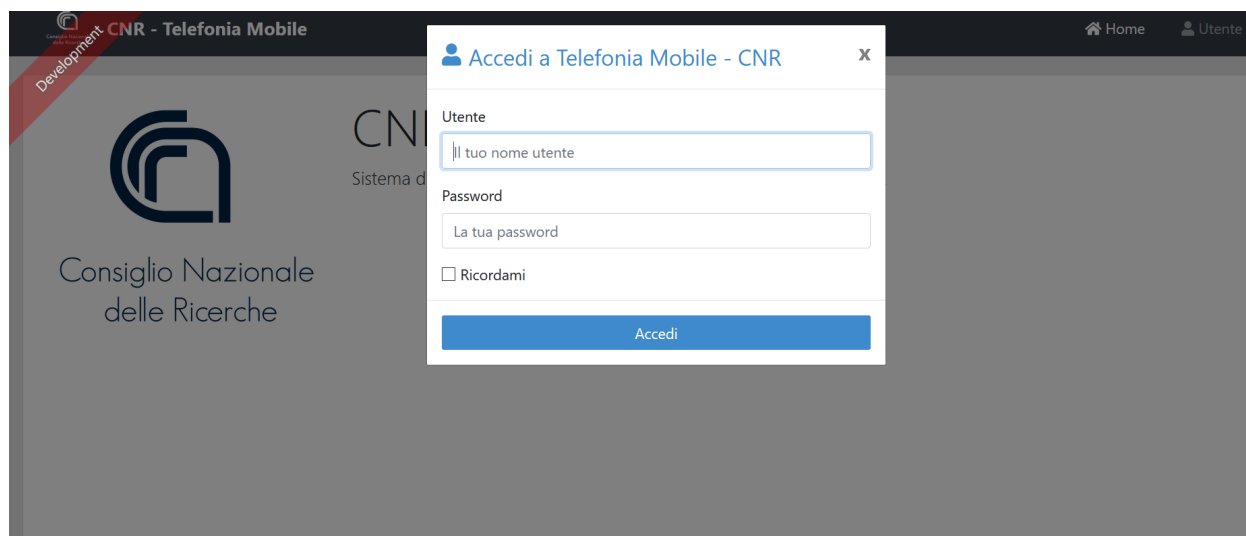 CNR - Telefonia Mobile
Home
Utente
Development
Accedi a Telefonia Mobile - CNR
x
Utente
Il tuo nome utente
Password
La tua password
Ricordami
Accedi
CN
Sistema d
Consiglio Nazionale
delle Ricerche